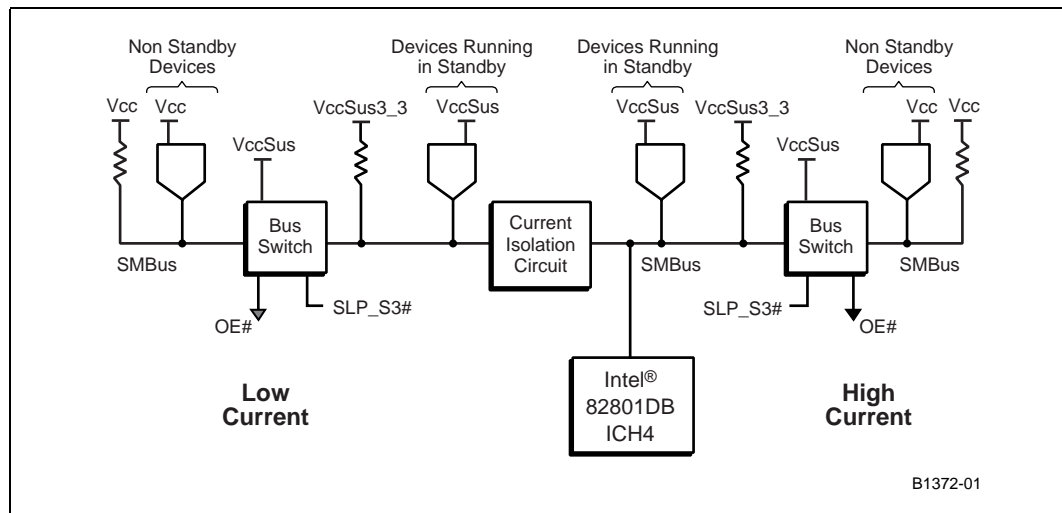 Non Standby
Devices
Devices Running
in Standby
Devices Running
in Standby
Non Standby
Devices
Vcc
Vcc
VccSus
VccSus3_3
VccSus
VccSus
VccSus3_3
VccSus
Vcc
Vcc
Bus
Switch
Current
Isolation
Circuit
Bus
Switch
SMBus
SMBus
SMBus
OE#
SLP_S3#
SLP_S3#
OE#
Low
Current
Intel®
82801DB
ICH4
High
Current
B1372-01